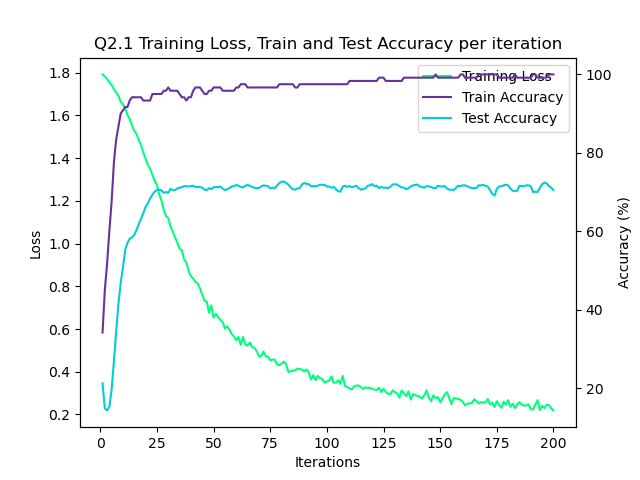 Q2.1 Training Loss, Train and Test Accuracy per iteration
Training Loss
Train Accuracy
Test Accuracy
Loss
1.8
1.6
1.4
1.2
1.0
0.8
0.6
0.4
0.2
100
80
60
40
20
Accuracy (%)
0 25 50 75 100 125 150 175 200
Iterations